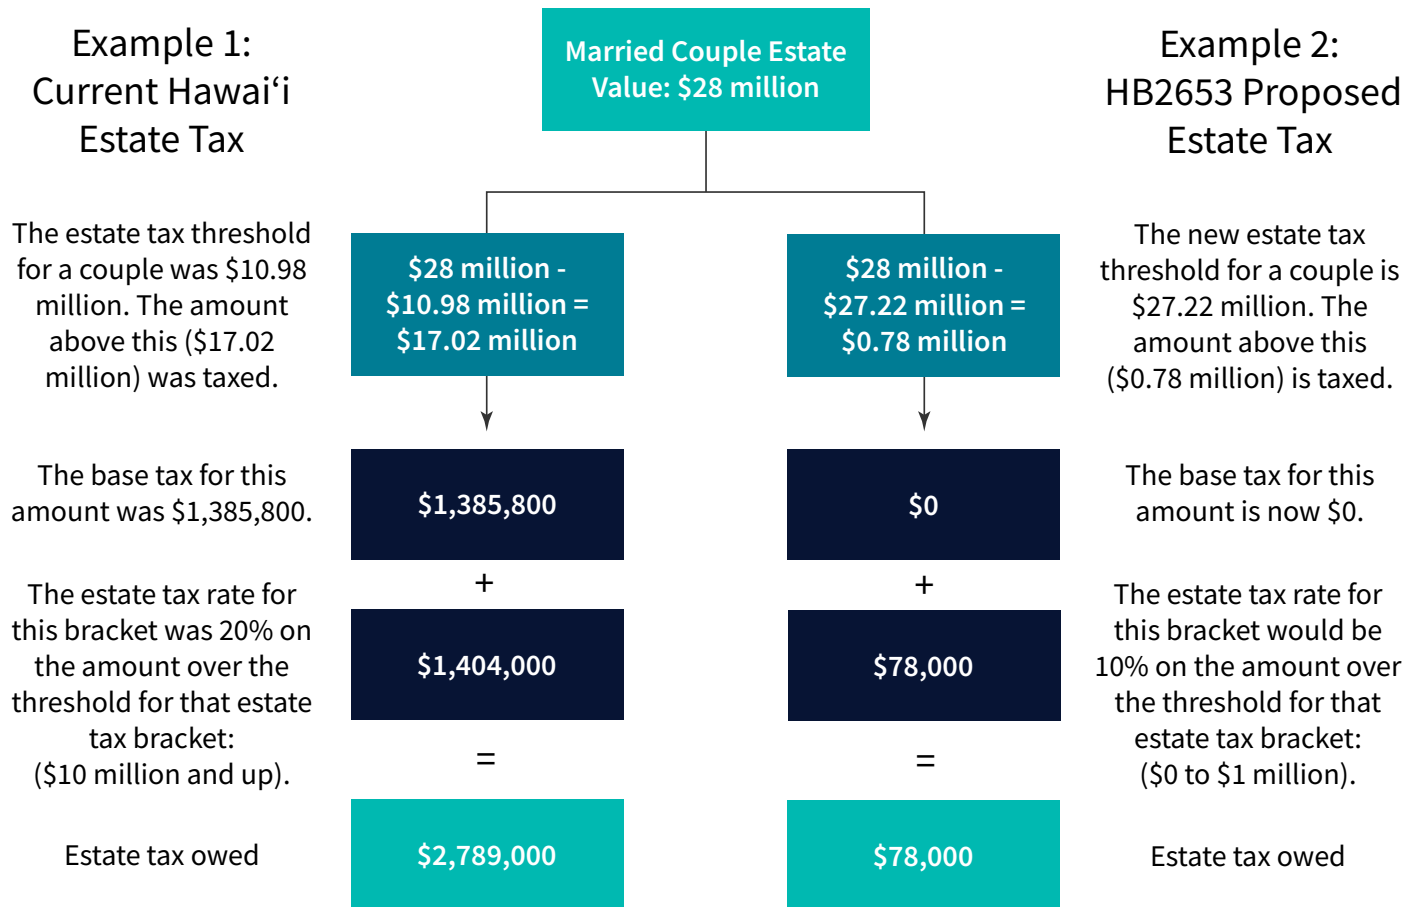 Example 1:
Current Hawaiʻi
Estate Tax
Married Couple Estate
Value: $28 million
Example 2:
HB2653 Proposed
Estate Tax
The estate tax threshold
for a couple was $10.98
million. The amount
above this ($17.02
million) was taxed.
$28 million -
$10.98 million =
$17.02 million
$28 million -
$27.22 million =
$0.78 million
The new estate tax
threshold for a couple is
$27.22 million. The
amount above this
($0.78 million) is taxed.
The base tax for this
amount was $1,385,800.
$1,385,800
$0
The base tax for this
amount is now $0.
+
+
The estate tax rate for
this bracket was 20% on
the amount over the
threshold for that estate
tax bracket:
($10 million and up).
$1,404,000
$78,000
The estate tax rate for
this bracket would be
10% on the amount over
the threshold for that
estate tax bracket:
($0 to $1 million).
=
=
Estate tax owed
$2,789,000
$78,000
Estate tax owed